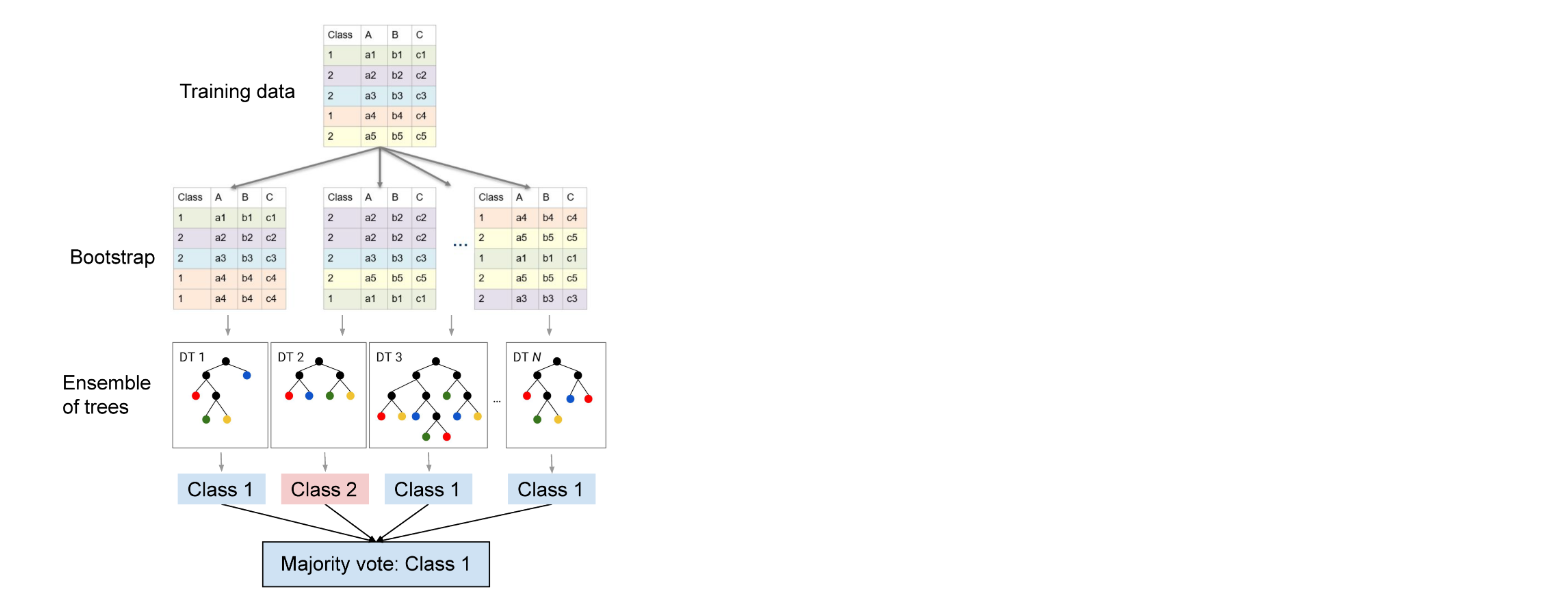 Training data
Class A B C
1 a1 b1 c1
2 a2 b2 c2
2 a3 b3 c3
1 a4 b4 c4
2 a5 b5 c5
Bootstrap
Class A B C
1 a1 b1 c1
2 a2 b2 c2
2 a3 b3 c3
1 a4 b4 c4
1 a4 b4 c4
Class A B C
2 a2 b2 c2
2 a2 b2 c2
2 a3 b3 c3
2 a5 b5 c5
1 a1 b1 c1
...
Class A B C
1 a4 b4 c4
2 a5 b5 c5
1 a1 b1 c1
2 a5 b5 c5
2 a3 b3 c3
Ensemble
of trees
DT 1
DT 2
DT 3
...
DT N
Class 1
Class 2
Class 1
Class 1
Majority vote: Class 1